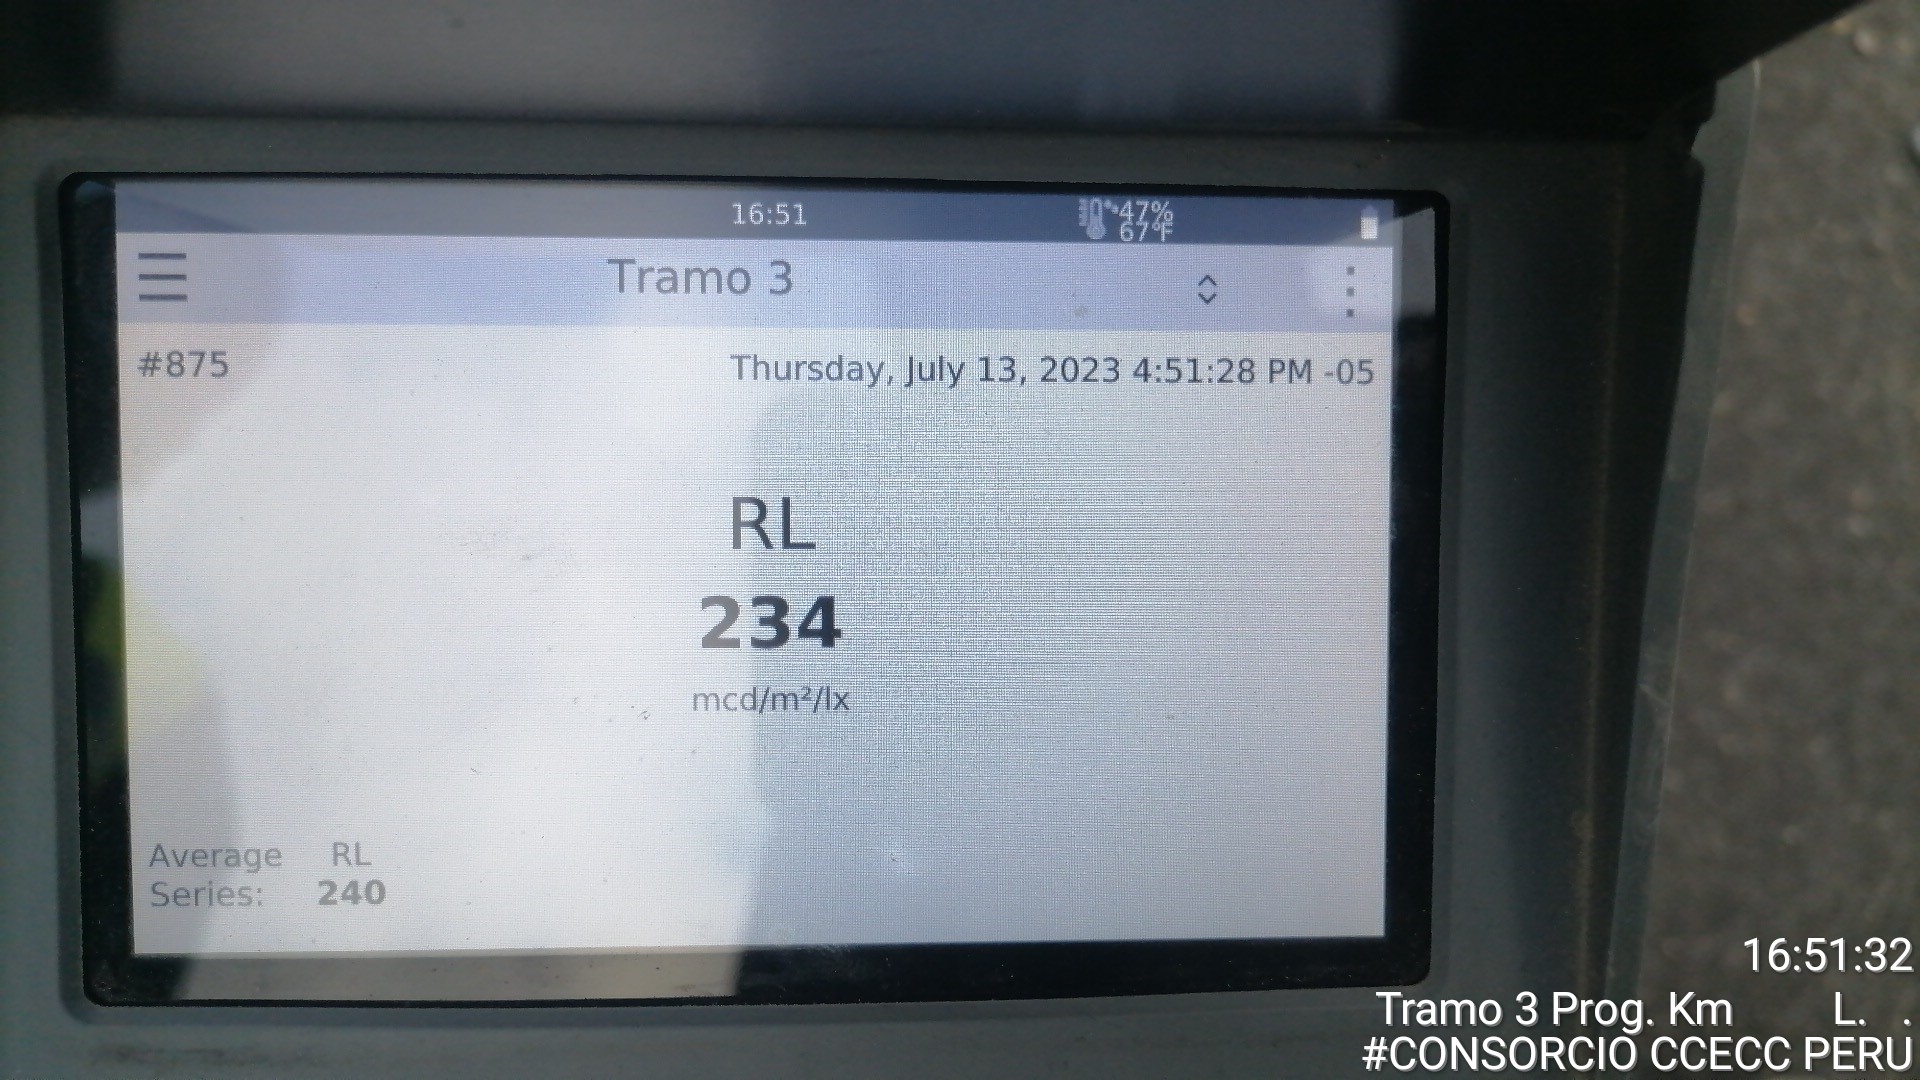 16:51
47%
67°F
Tramo 3
#875
Thursday, July 13, 2023 4:51:28 PM -05
RL
234
mcd/m²/lx
Average RL
Series: 240
16:51:32
Tramo 3 Prog. Km L. .
#CONSORCIO CCECC PERU